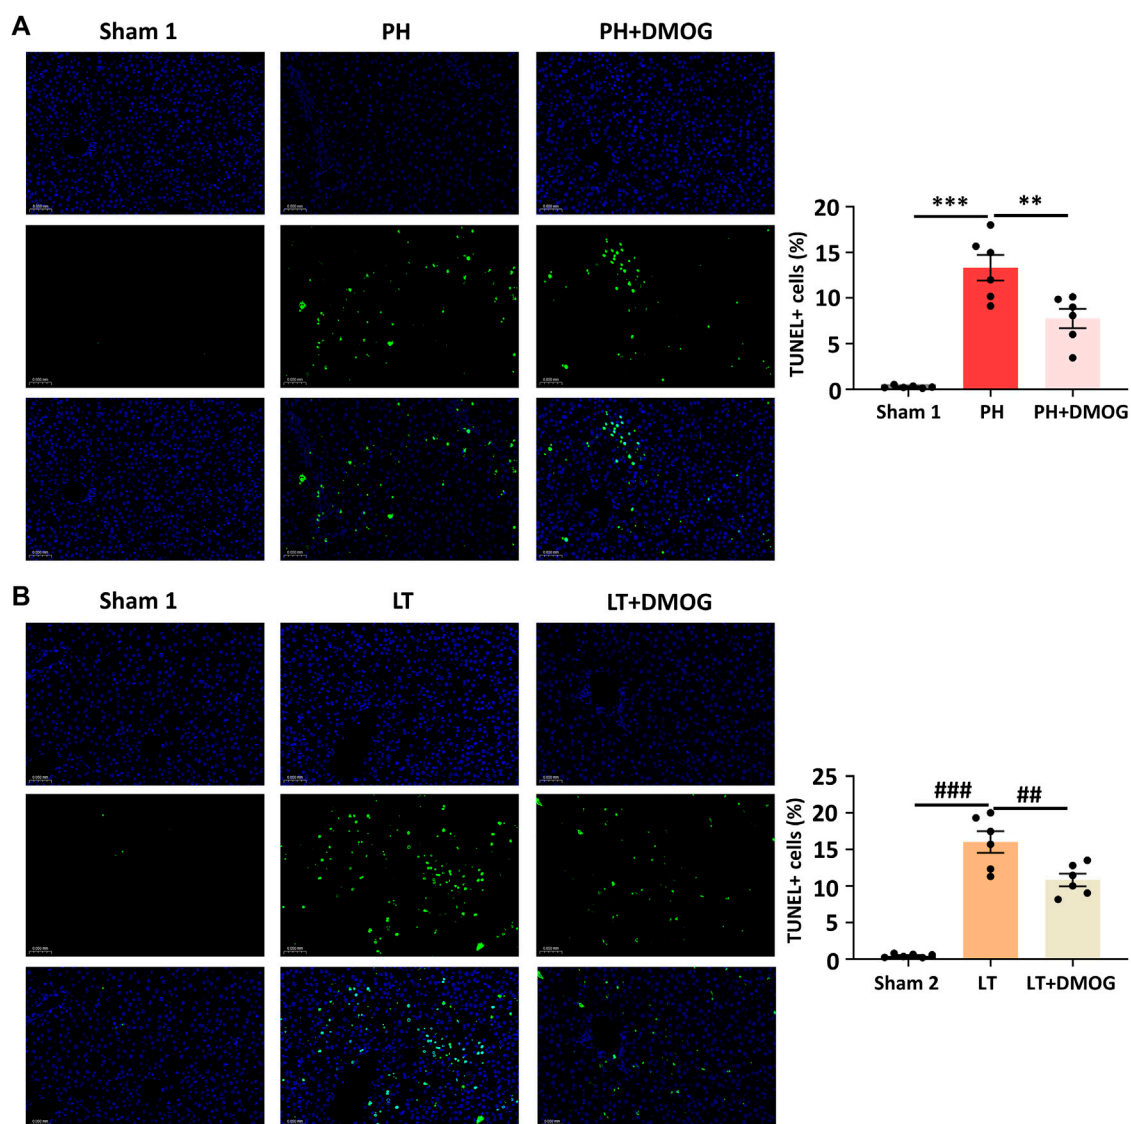 A
Sham 1 PH PH+DMOG
TUNEL+ cells (%)
20
15
10
5
0
*** **
Sham 1 PH PH+DMOG
B
Sham 1 LT LT+DMOG
TUNEL+ cells (%)
25
20
15
10
5
0
### ##
Sham 2 LT LT+DMOG